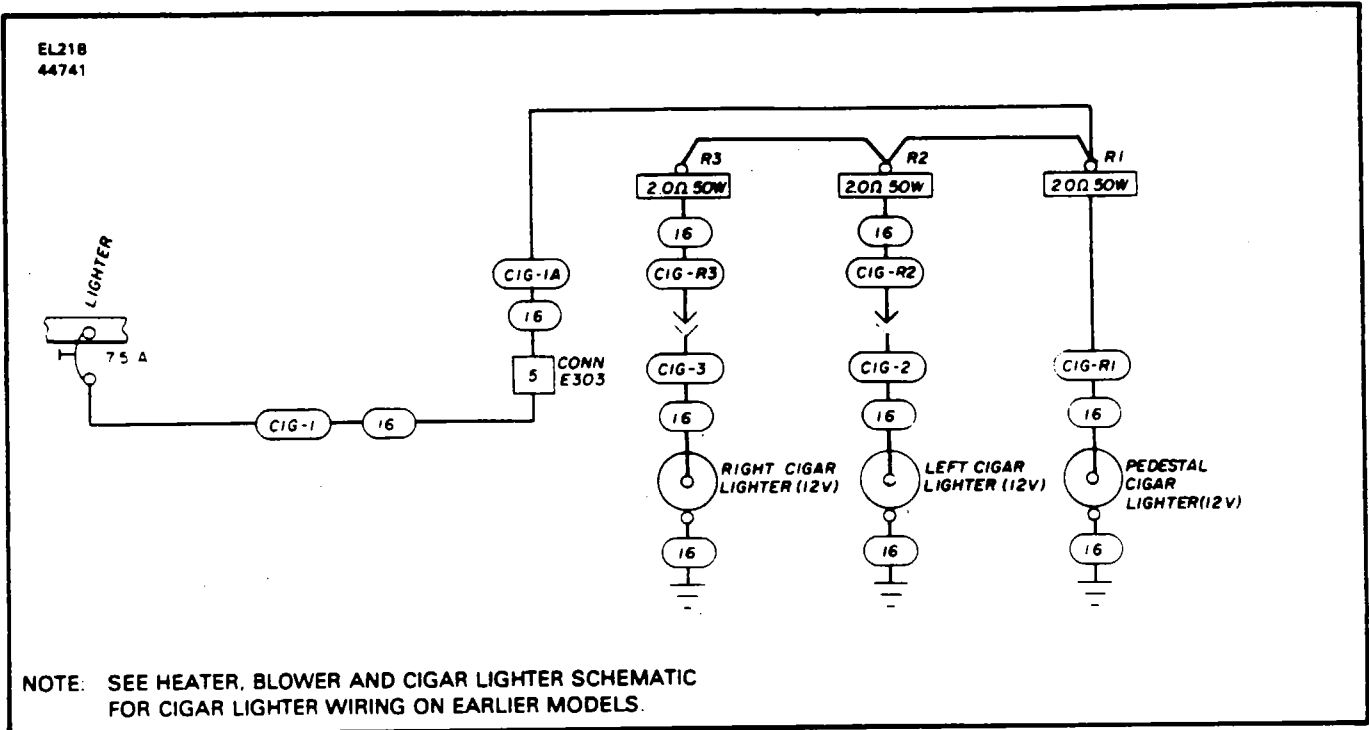 EL21B
44741
R3
R2
R1
2.0Ω 50W
20Ω 50W
20Ω 50W
16
16
LIGHTER
CIG-1A
CIG-R3
CIG-R2
16
75 A
5
CONN
E303
CIG-3
CIG-2
CIG-R1
CIG-1
16
16
16
16
RIGHT CIGAR
LIGHTER (12V)
LEFT CIGAR
LIGHTER (12V)
PEDESTAL
CIGAR
LIGHTER(12V)
16
16
16
NOTE: SEE HEATER, BLOWER AND CIGAR LIGHTER SCHEMATIC
FOR CIGAR LIGHTER WIRING ON EARLIER MODELS.